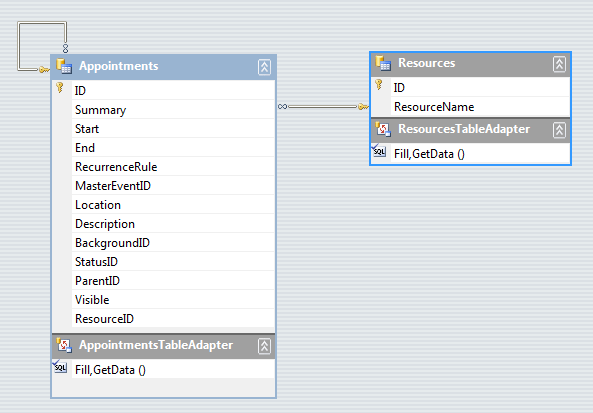 Appointments
ID
Summary
Start
End
RecurrenceRule
MasterEventID
Location
Description
BackgroundID
StatusID
ParentID
Visible
ResourceID
AppointmentsTableAdapter
SQL Fill,GetData ()
Resources
ID
ResourceName
ResourcesTableAdapter
SQL Fill,GetData ()